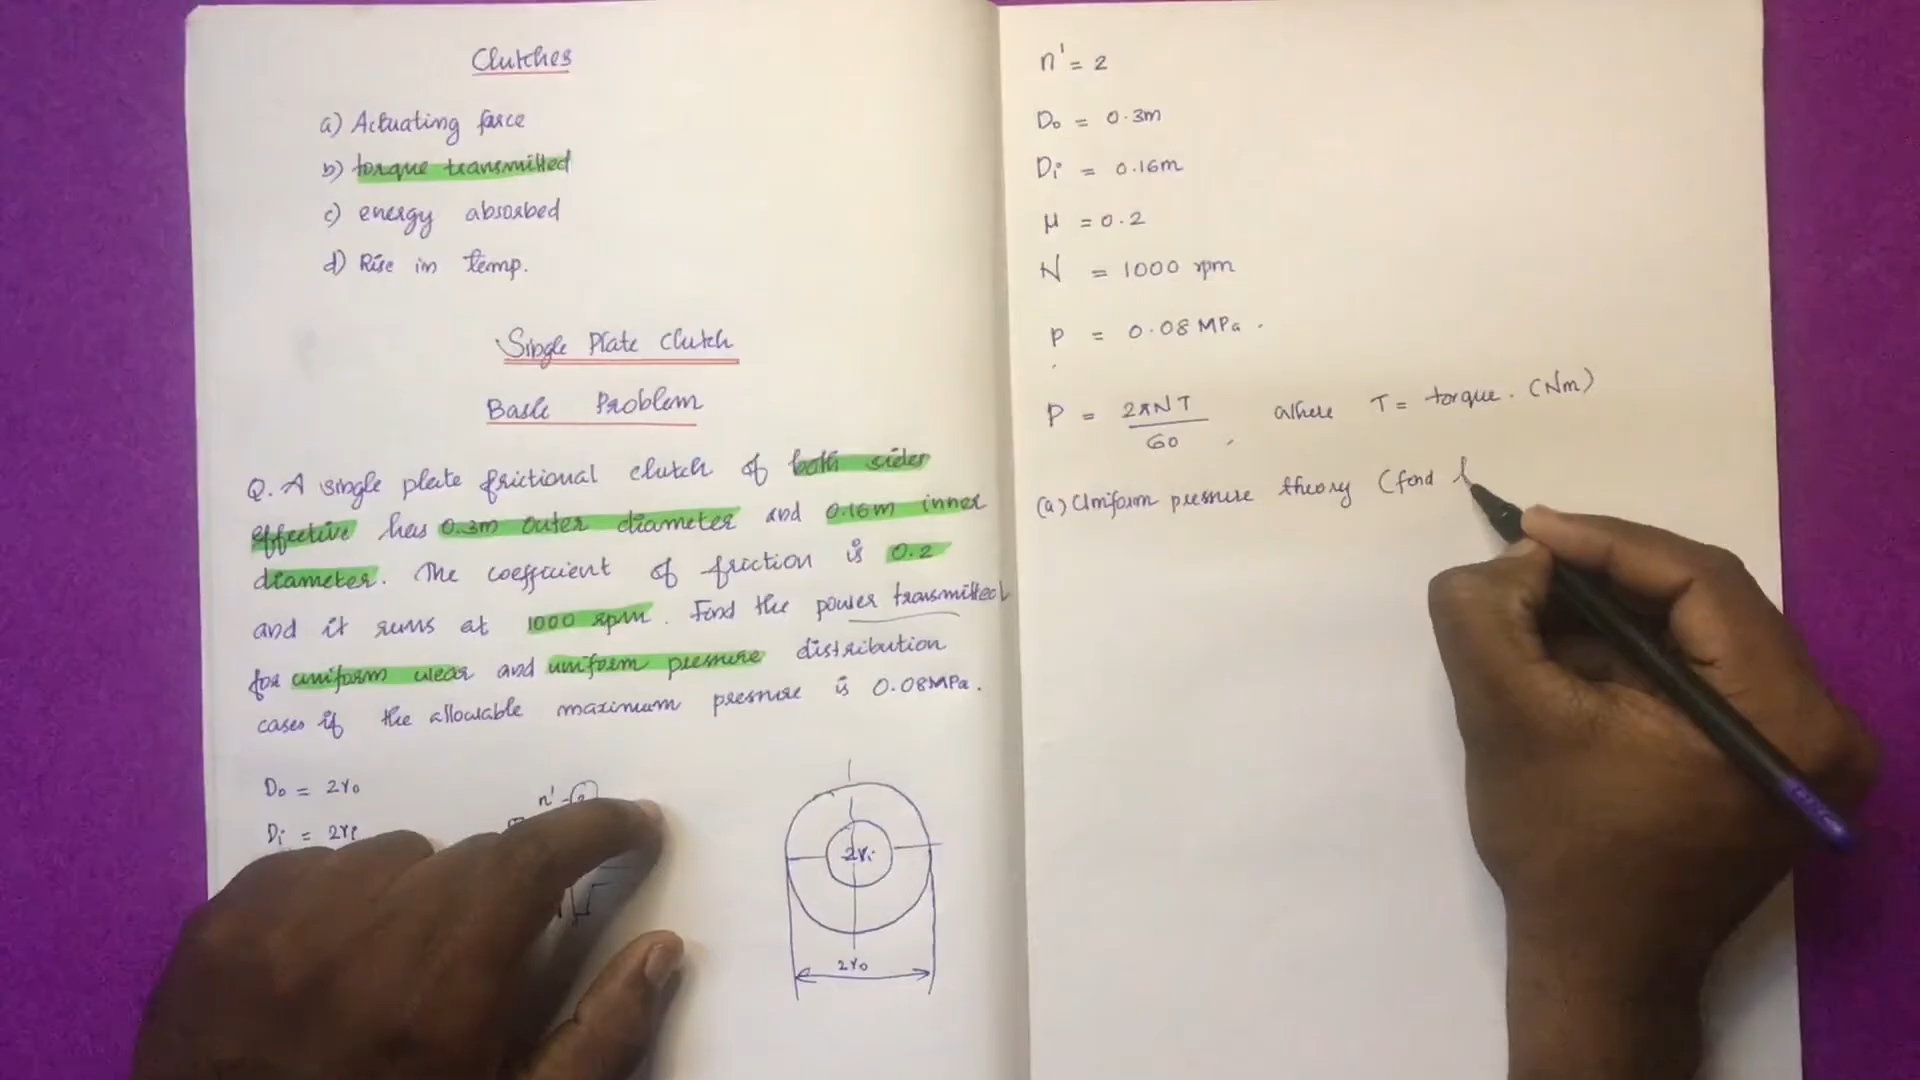 Clutches
a) Actuating force
b) torque transmitted
c) energy absorbed
d) Rise in temp.
Single Plate Clutch
Basic Problem
Q. A single plate frictional clutch of both sides
effective has 0.3m outer diameter and 0.16m inner
diameter. The coefficient of friction is 0.2
and it runs at 1000 rpm. Find the power transmitted
for uniform wear and uniform pressure distribution
cases if the allowable maximum pressure is 0.08MPa.
Do = 2ro
Di = 2ri
n' = 2
2ri
2ro
n' = 2
Do = 0.3m
Di = 0.16m
μ = 0.2
N = 1000 rpm
P = 0.08 MPa.
P = 2πNT / 60, where T = torque. (Nm)
(a) Uniform pressure theory (find